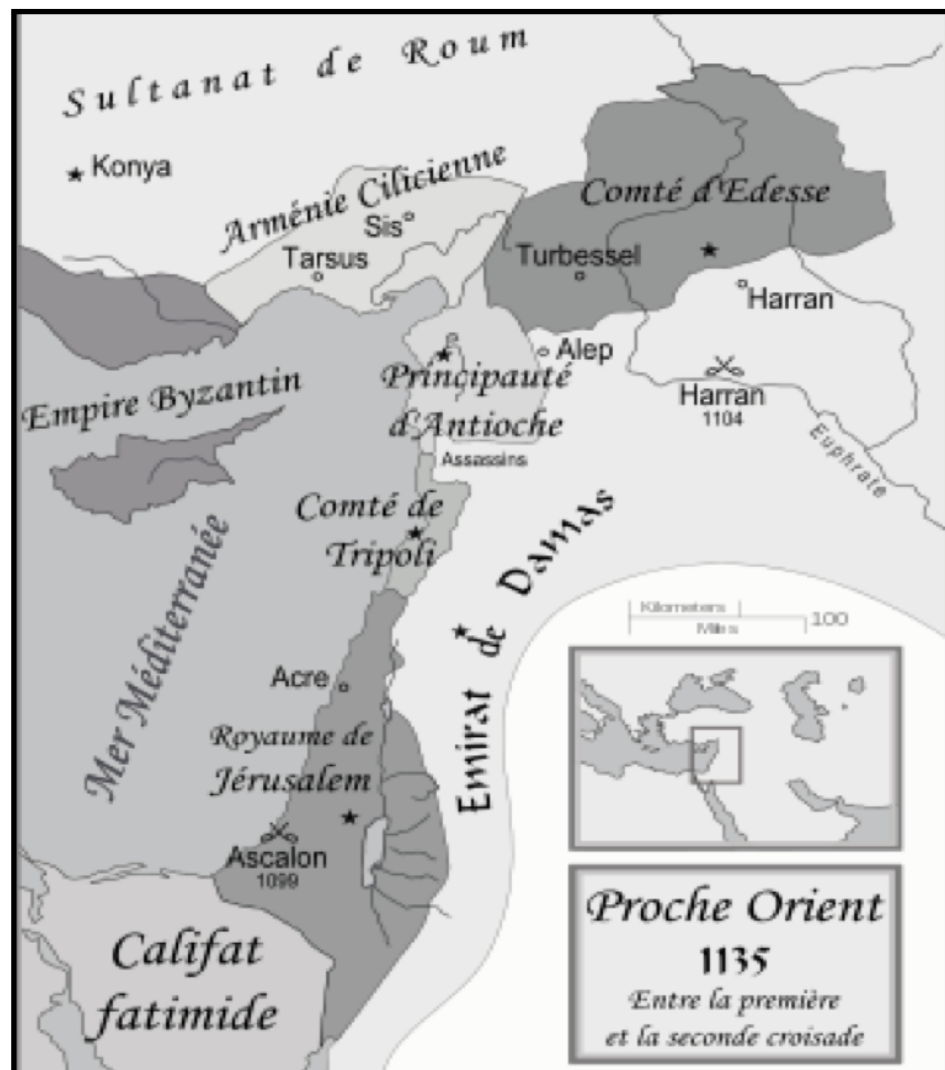 Sultanat de Roum
Konya
Arménie Cilicienne
Sis
Tarsus
Comté d'Edesse
Turbessel
Harran
Alep
Harran
1104
Euphrate
Empire Byzantin
Principauté
d'Antioche
Assassins
Comté de
Tripoli
Mer Méditerranée
Emirat de Damas
Kilometers
Miles
100
Acre
Royaume de
Jérusalem
Ascalon
1099
Califat
fatimide
Proche Orient
1135
Entre la première
et la seconde croisade